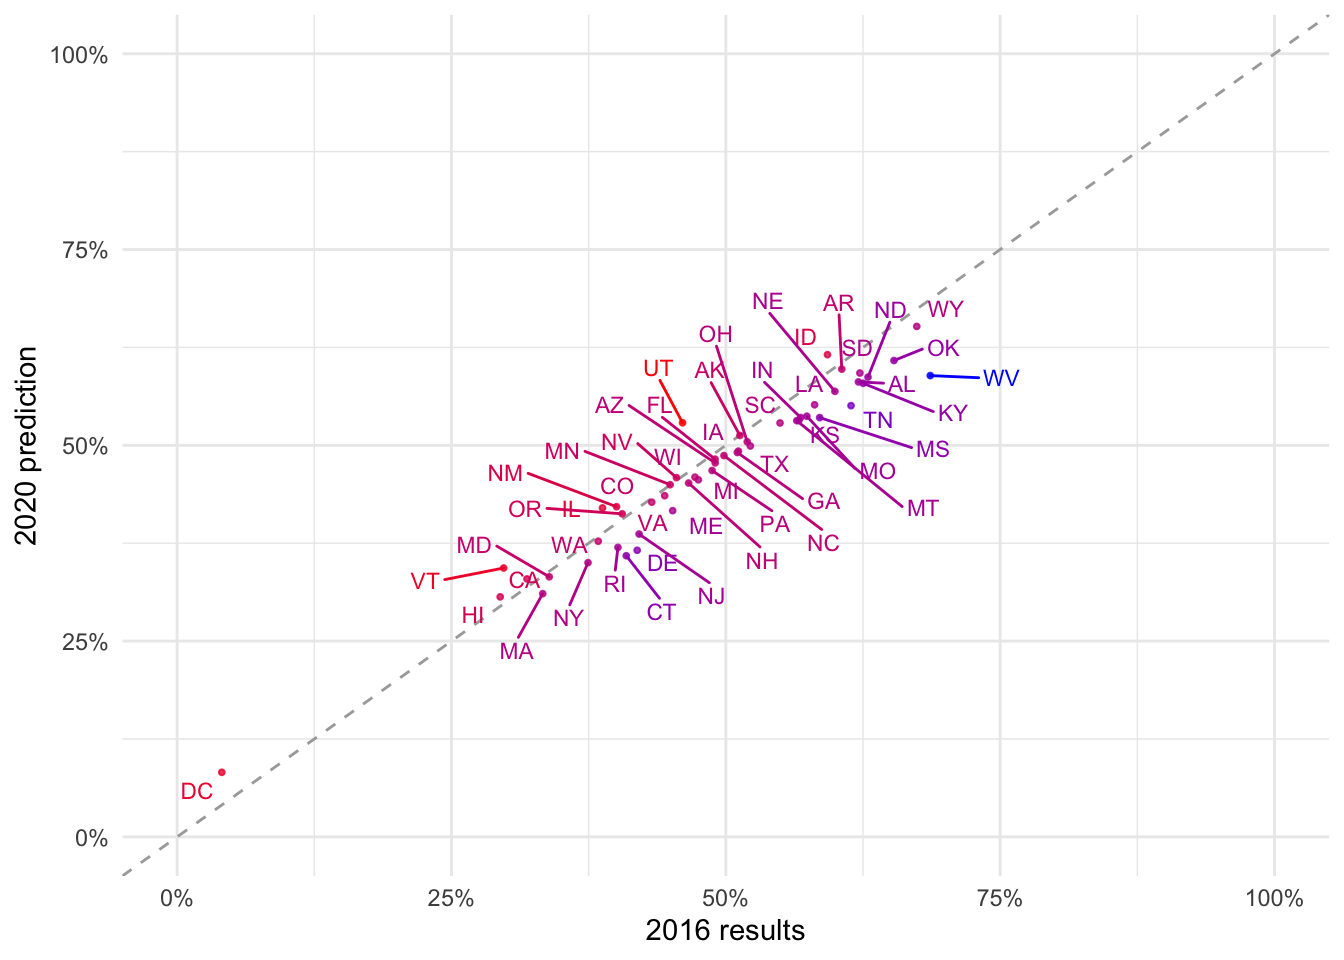 100%
75%
50%
25%
0%
2020 prediction
NE
AR
ND
WY
OH
ID
SD
OK
UT
AK
IN
LA
AL
WV
AZ
FL
SC
KY
TN
NV
IA
KS
MS
MN
WI
TX
MO
NM
CO
MI
GA
OR
IL
VA
ME
PA
MT
MD
WA
NC
DE
NH
VT
CA
RI
NJ
HI
NY
CT
MA
DC
0%
25%
50%
75%
100%
2016 results